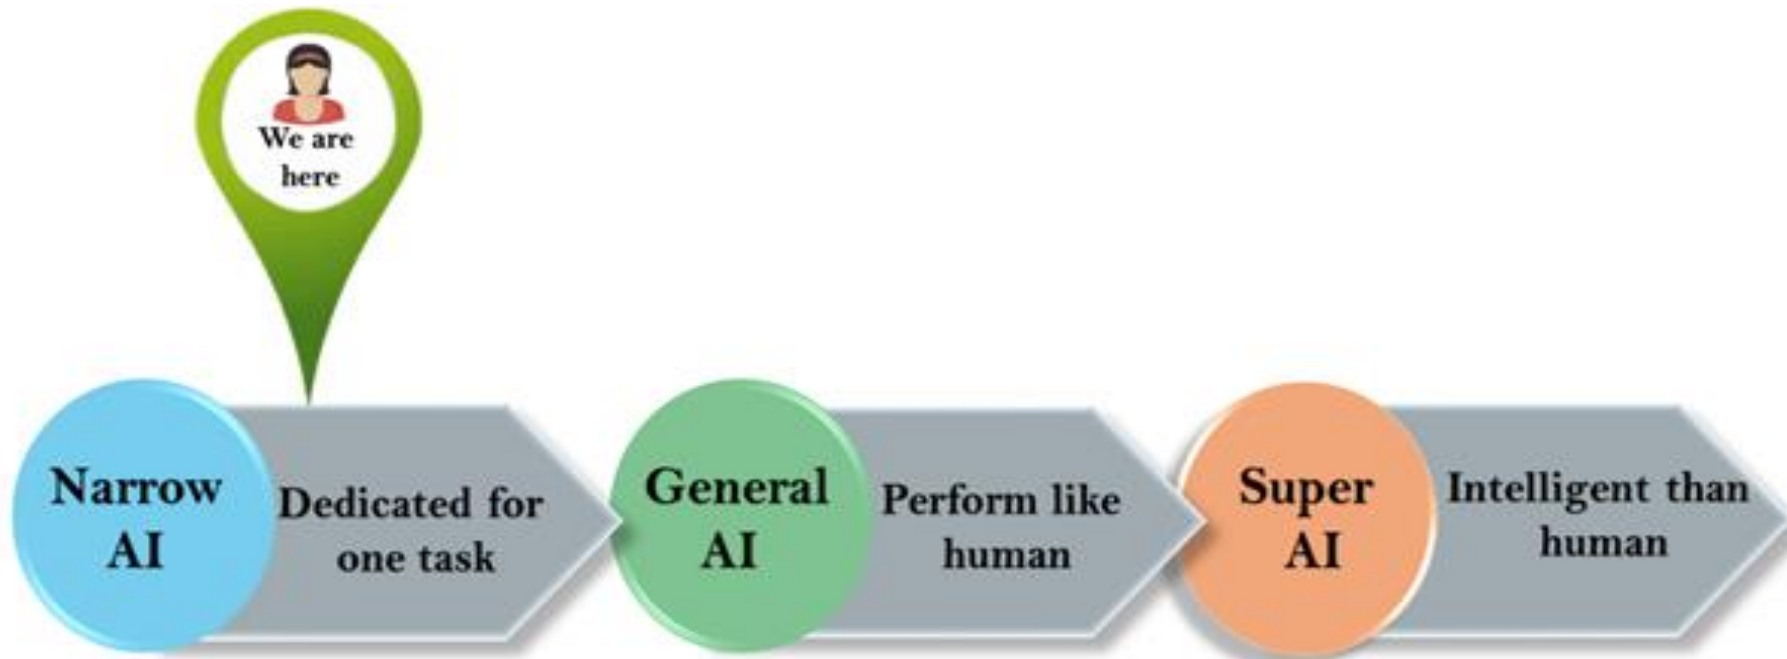 We are
here
Narrow
AI
Dedicated for
one task
General
AI
Perform like
human
Super
AI
Intelligent than
human